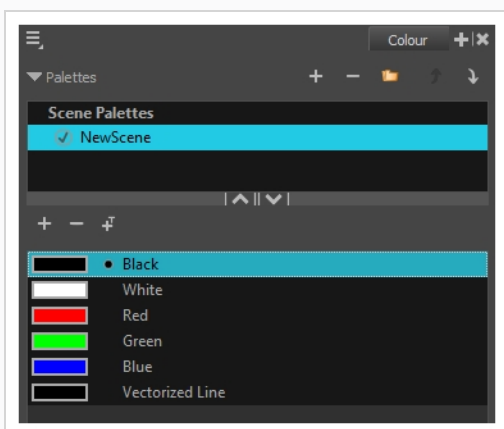 Colour
Palettes
Scene Palettes
NewScene
Black
White
Red
Green
Blue
Vectorized Line